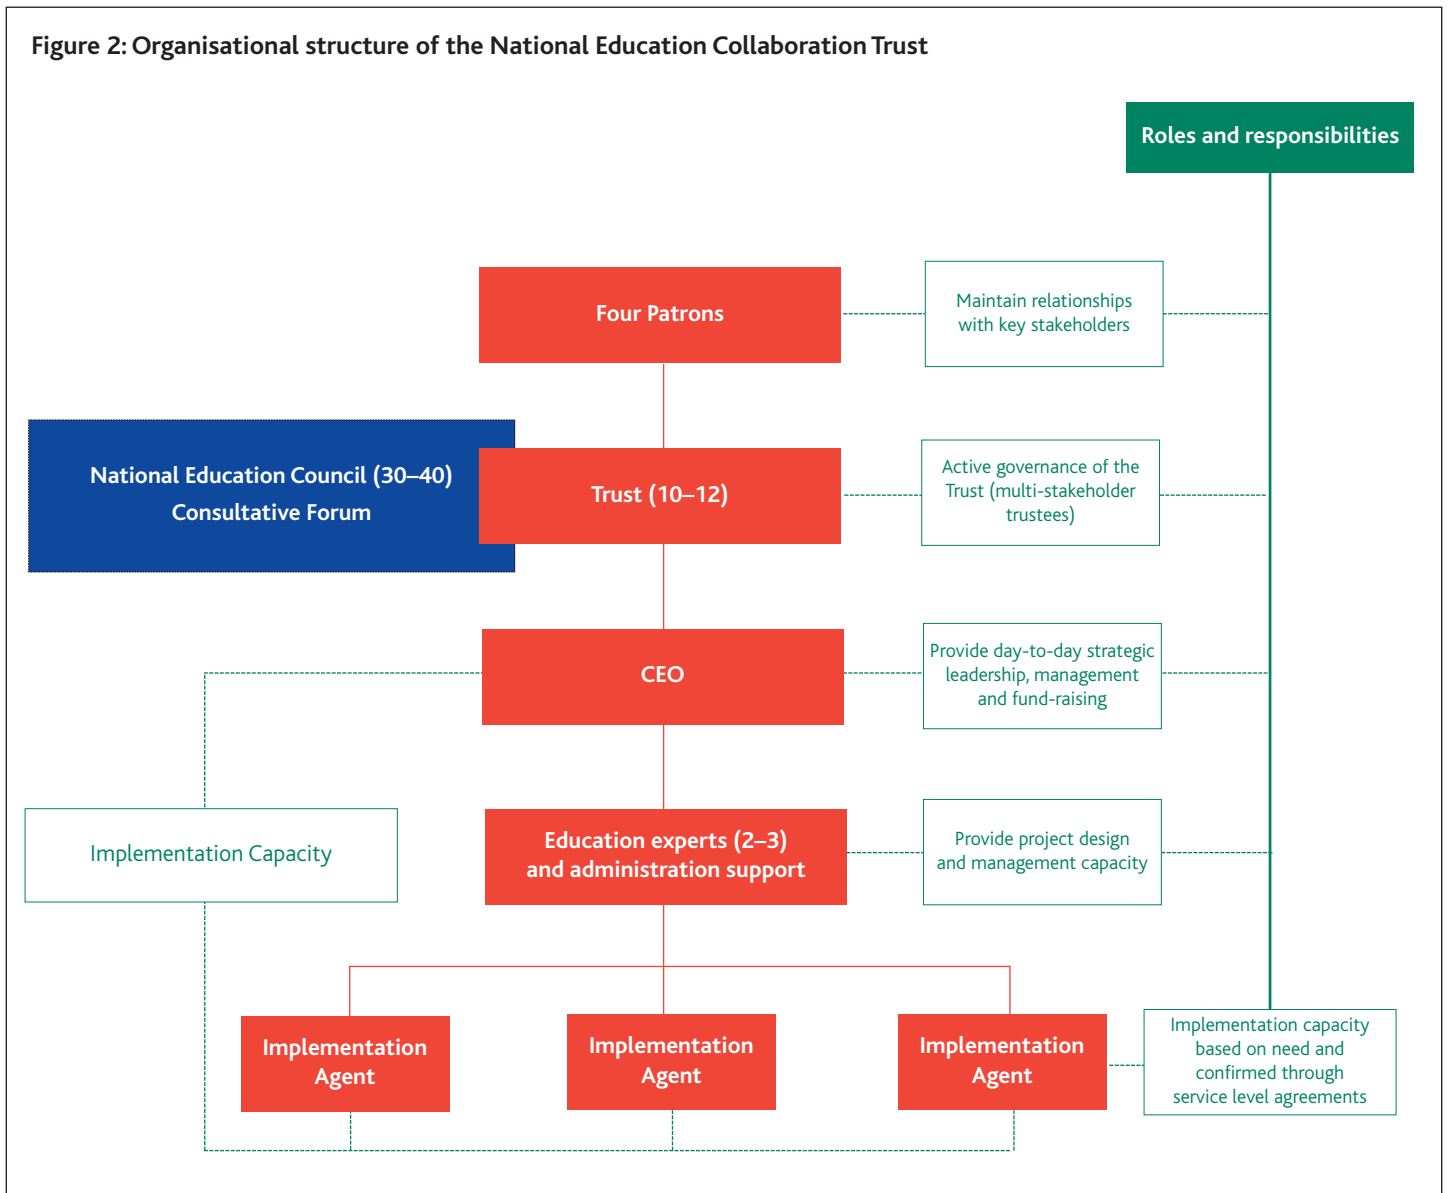 Figure 2: Organisational structure of the National Education Collaboration Trust
Roles and responsibilities
Four Patrons
Maintain relationships
with key stakeholders
National Education Council (30–40)
Consultative Forum
Trust (10–12)
Active governance of the
Trust (multi-stakeholder
trustees)
CEO
Provide day-to-day strategic
leadership, management
and fund-raising
Implementation Capacity
Education experts (2–3)
and administration support
Provide project design
and management capacity
Implementation
Agent
Implementation
Agent
Implementation
Agent
Implementation capacity
based on need and
confirmed through
service level agreements